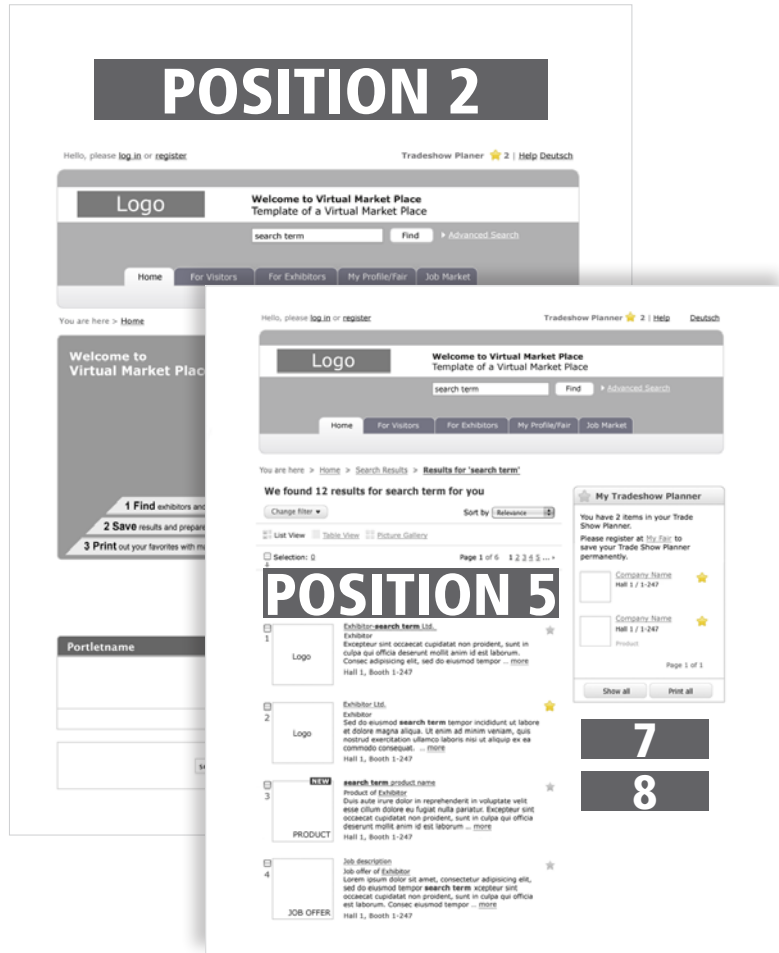 POSITION 2
Hello, please log in or register
Tradeshow Planer 2 | Help Deutsch
Logo
Welcome to Virtual Market Place
Template of a Virtual Market Place
search term
Find
Advanced Search
Home
For Visitors
For Exhibitors
My Profile/Fair
Job Market
You are here > Home
Welcome to
Virtual Market Plac
1 Find exhibitors and
2 Save results and prepare
3 Print out your favorites with
Portletname
Hello, please log in or register
Tradeshow Planner 2 | Help Deutsch
Logo
Welcome to Virtual Market Place
Template of a Virtual Market Place
search term
Find
Advanced Search
Home
For Visitors
For Exhibitors
My Profile/Fair
Job Market
You are here > Home > Search Results > Results for 'search term'
We found 12 results for search term for you
Change filter
Sort by Relevance
List View Table View Picture Gallery
Selection: 0
Page 1 of 6 1 2 3 4 5 ...
POSITION 5
1
Logo
Exhibitor-search term Ltd.
Exhibitor
Excepteur sint occaecat cupidatat non proident, sunt in
culpa qui officia deserunt mollit anim id est laborum.
Consec adipisicing elit, sed do eiusmod tempor ... more
Hall 1, Booth 1-247
2
Logo
Exhibitor Ltd.
Exhibitor
Sed do eiusmod search term tempor incididunt ut labore
et dolore magna aliqua. Ut enim ad minim veniam, quis
nostrud exercitation ullamco laboris nisi ut aliquip ex ea
commodo consequat. ... more
Hall 1, Booth 1-247
3
NEW
PRODUCT
search term product name
Product of Exhibitor
Duis aute irure dolor in reprehenderit in voluptate velit
esse cillum dolore eu fugiat nulla pariatur. Excepteur sint
occaecat cupidatat non proident, sunt in culpa qui officia
deserunt mollit anim id est laborum ... more
Hall 1, Booth 1-247
4
JOB OFFER
Job description
Job offer of Exhibitor
Lorem ipsum dolor sit amet, consectetur adipisicing elit,
sed do eiusmod tempor search term xcepteur sint
occaecat cupidatat non proident, sunt in culpa qui officia
est laborum. Consec eiusmod tempor ... more
Hall 1, Booth 1-247
My Tradeshow Planner
You have 2 items in your Trade
Show Planner.
Please register at My Fair to
save your Trade Show Planner
permanently.
Company Name
Hall 1 / 1-247
Company Name
Hall 1 / 1-247
Product
Page 1 of 1
Show all
Print all
7
8